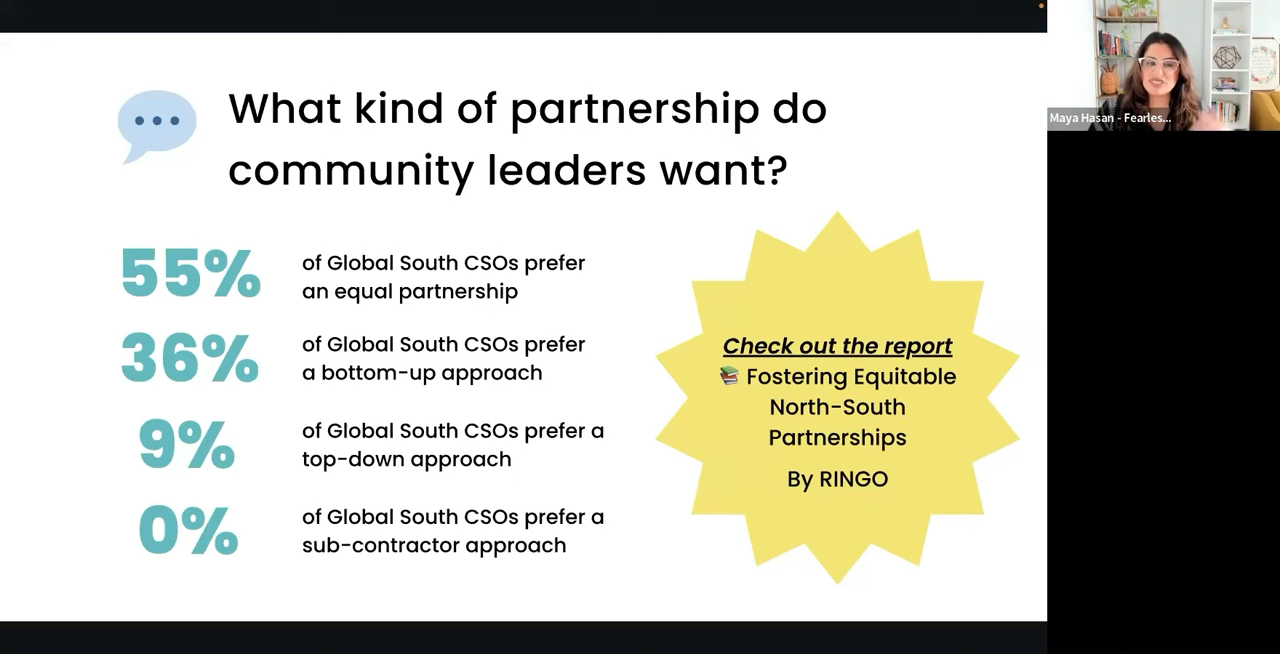 What kind of partnership do
community leaders want?
55%
of Global South CSOs prefer
an equal partnership
36%
of Global South CSOs prefer
a bottom-up approach
9%
of Global South CSOs prefer a
top-down approach
0%
of Global South CSOs prefer a
sub-contractor approach
Check out the report
📚 Fostering Equitable
North-South
Partnerships
By RINGO
Maya Hasan - Fearles...